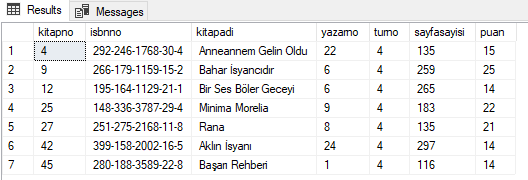 Results Messages
kitapno isbnno kitapadi yazarno turno sayfasayisi puan
1 4 292-246-1768-30-4 Anneannem Gelin Oldu 22 4 135 15
2 9 266-179-1159-15-2 Bahar İsyancıdır 6 4 259 25
3 12 195-164-1129-21-1 Bir Ses Böler Geceyi 6 4 265 14
4 25 148-336-3787-29-4 Minima Morelia 9 4 183 22
5 27 251-275-2168-11-8 Rana 8 4 135 21
6 42 399-158-2002-16-5 Aklın İsyanı 24 4 297 14
7 45 280-188-3589-22-8 Başarı Rehberi 1 4 116 14